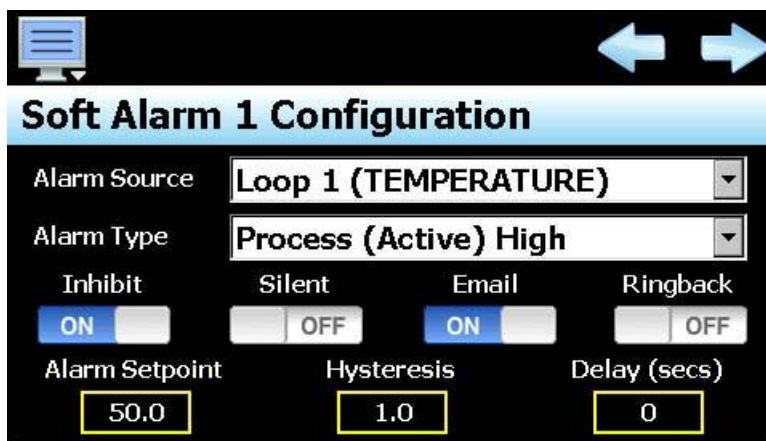 Soft Alarm 1 Configuration
Alarm Source Loop 1 (TEMPERATURE)
Alarm Type Process (Active) High
Inhibit Silent Email Ringback
ON OFF ON OFF
Alarm Setpoint Hysteresis Delay (secs)
50.0 1.0 0